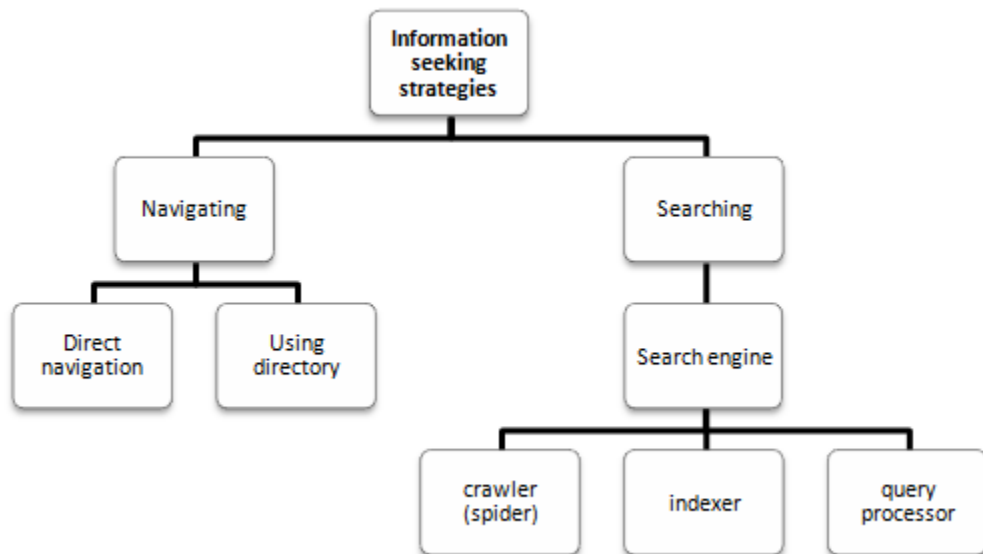 Information
seeking
strategies
Navigating
Searching
Direct
navigation
Using
directory
Search engine
crawler
(spider)
indexer
query
processor